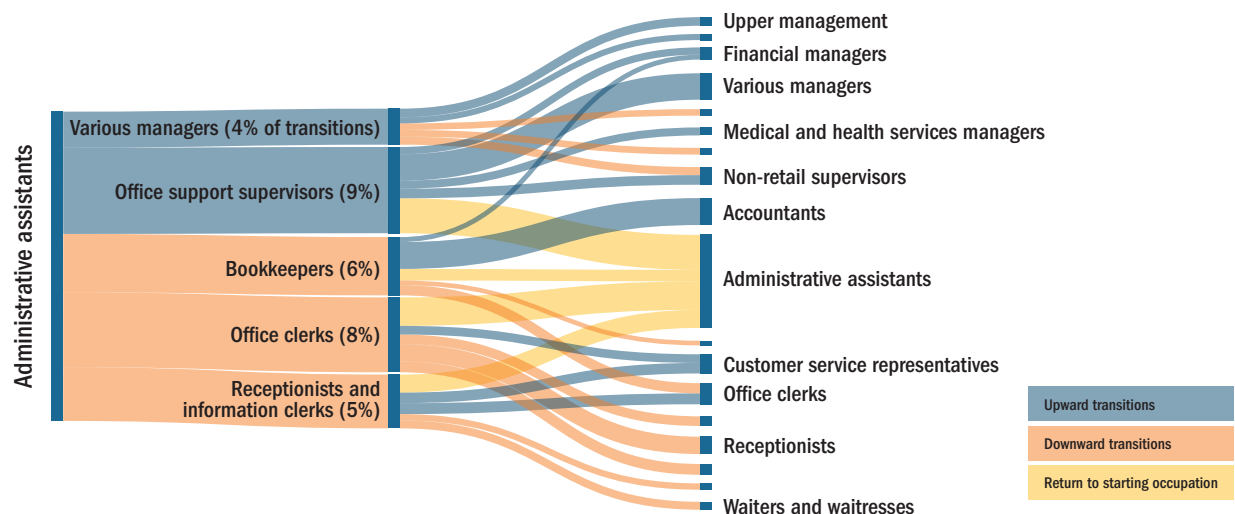 Administrative assistants
Various managers (4% of transitions)
Office support supervisors (9%)
Bookkeepers (6%)
Office clerks (8%)
Receptionists and
information clerks (5%)
Upper management
Financial managers
Various managers
Medical and health services managers
Non-retail supervisors
Accountants
Administrative assistants
Customer service representatives
Office clerks
Receptionists
Waiters and waitresses
Upward transitions
Downward transitions
Return to starting occupation